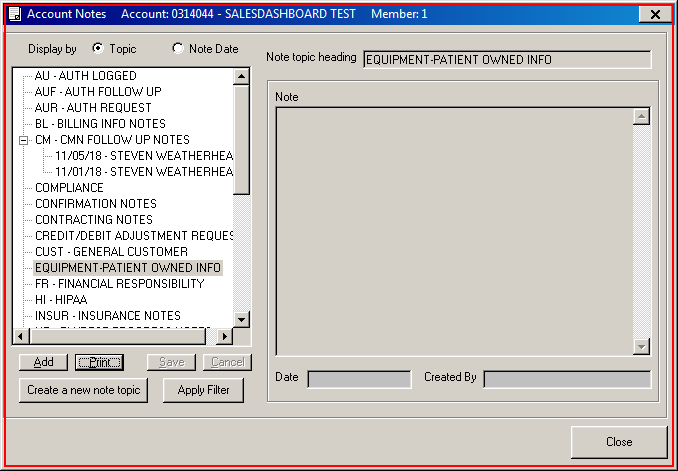 Account Notes Account: 0314044 - SALESDASHBOARD TEST Member: 1
Display by Topic Note Date
AU - AUTH LOGGED
AUF - AUTH FOLLOW UP
AUR - AUTH REQUEST
BL - BILLING INFO NOTES
CM - CMN FOLLOW UP NOTES
11/05/18 - STEVEN WEATHERHEA
11/01/18 - STEVEN WEATHERHEA
COMPLIANCE
CONFIRMATION NOTES
CONTRACTING NOTES
CREDIT/DEBIT ADJUSTMENT REQUES
CUST - GENERAL CUSTOMER
EQUIPMENT-PATIENT OWNED INFO
FR - FINANCIAL RESPONSIBILITY
HI - HIPAA
INSUR - INSURANCE NOTES
Add Print Save Cancel
Create a new note topic Apply Filter
Note topic heading EQUIPMENT-PATIENT OWNED INFO
Note
Date Created By
Close